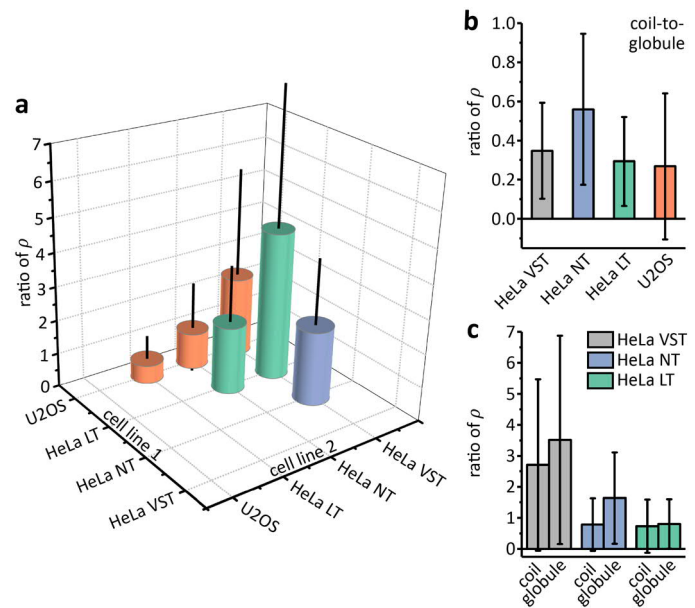 a
7
6
5
4
3
2
1
0
ratio of ρ
U2OS
HeLa LT
HeLa NT
HeLa VST
cell line 1
cell line 2
U2OS
HeLa LT
HeLa NT
HeLa VST
b
coil-to-
globule
1.0
0.8
0.6
0.4
0.2
0.0
ratio of ρ
HeLa VST
HeLa NT
HeLa LT
U2OS
c
HeLa VST
HeLa NT
HeLa LT
7
6
5
4
3
2
1
0
ratio of ρ
coil
globule
coil
globule
coil
globule